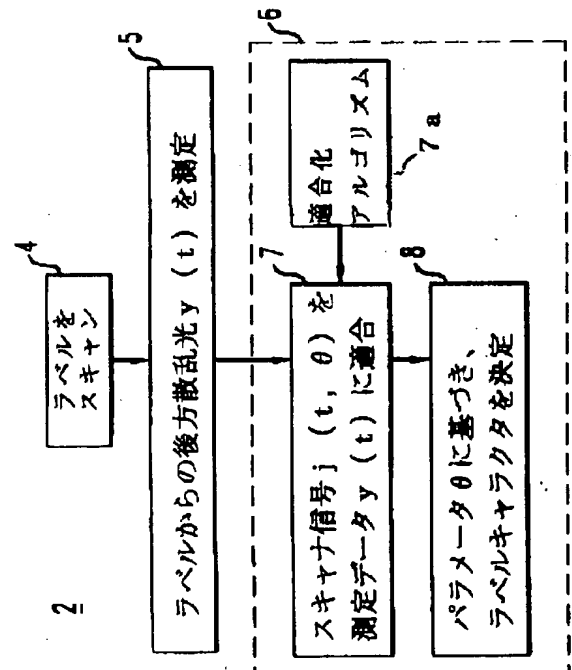 2
4
ラベルを
スキャン
5
ラベルからの後方散乱光y (t) を測定
6
7
スキャナ信号j (t, θ) を
測定データy (t) に適合
適合化
アルゴリズム
7a
8
パラメータθに基づき、
ラベルキャラクタを決定